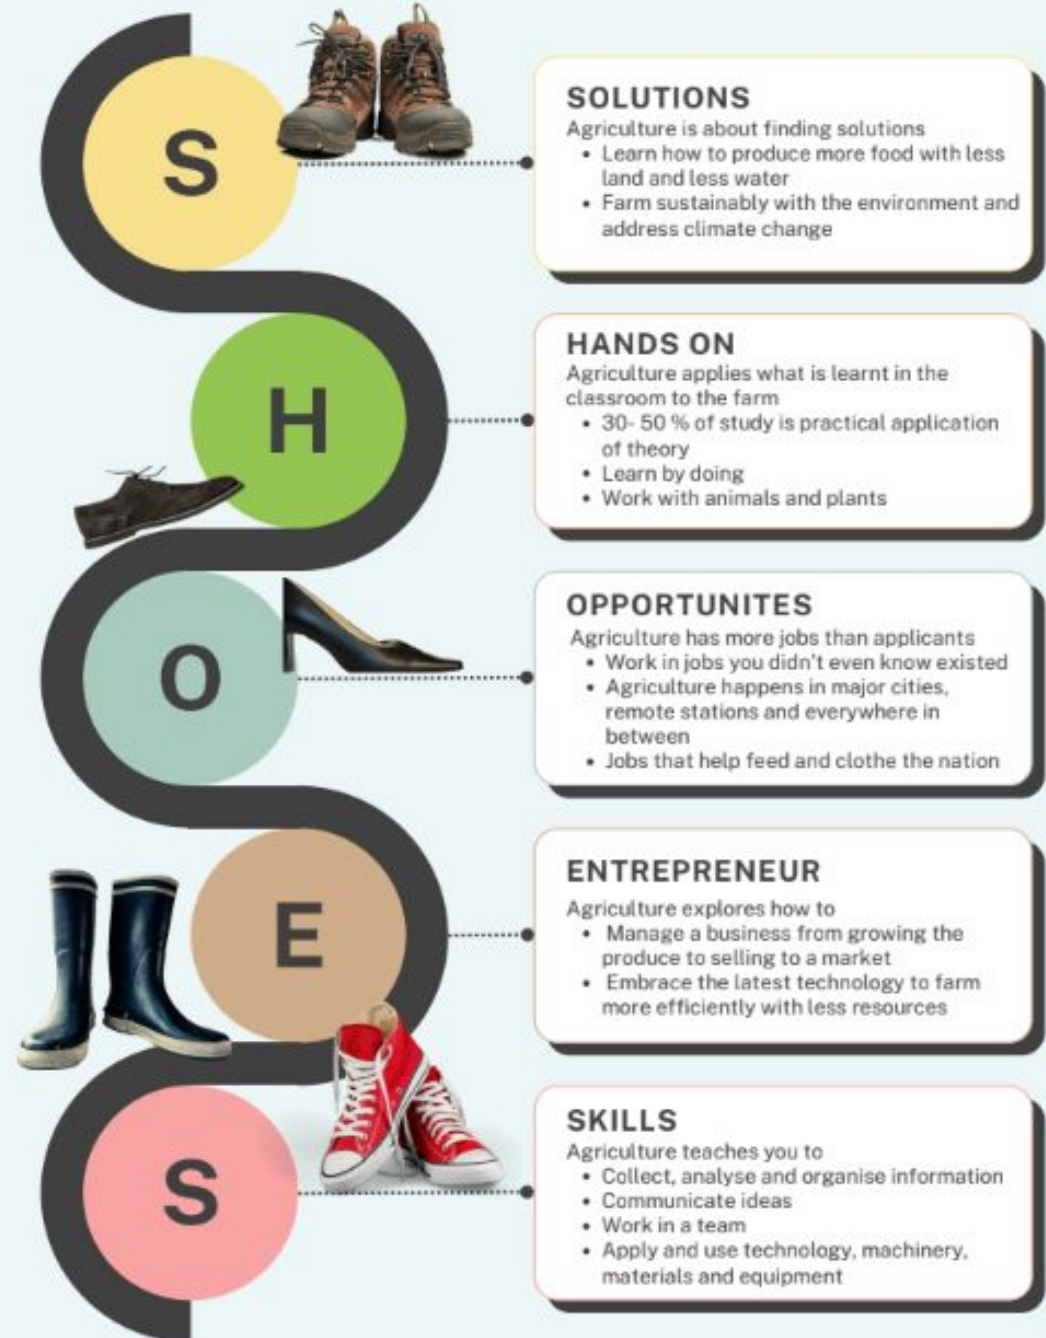 S
SOLUTIONS
Agriculture is about finding solutions
• Learn how to produce more food with less
land and less water
• Farm sustainably with the environment and
address climate change
H
HANDS ON
Agriculture applies what is learnt in the
classroom to the farm
• 30- 50 % of study is practical application
of theory
• Learn by doing
• Work with animals and plants
O
OPPORTUNITES
Agriculture has more jobs than applicants
• Work in jobs you didn't even know existed
• Agriculture happens in major cities,
remote stations and everywhere in
between
• Jobs that help feed and clothe the nation
E
ENTREPRENEUR
Agriculture explores how to
• Manage a business from growing the
produce to selling to a market
• Embrace the latest technology to farm
more efficiently with less resources
S
SKILLS
Agriculture teaches you to
• Collect, analyse and organise information
• Communicate ideas
• Work in a team
• Apply and use technology, machinery,
materials and equipment